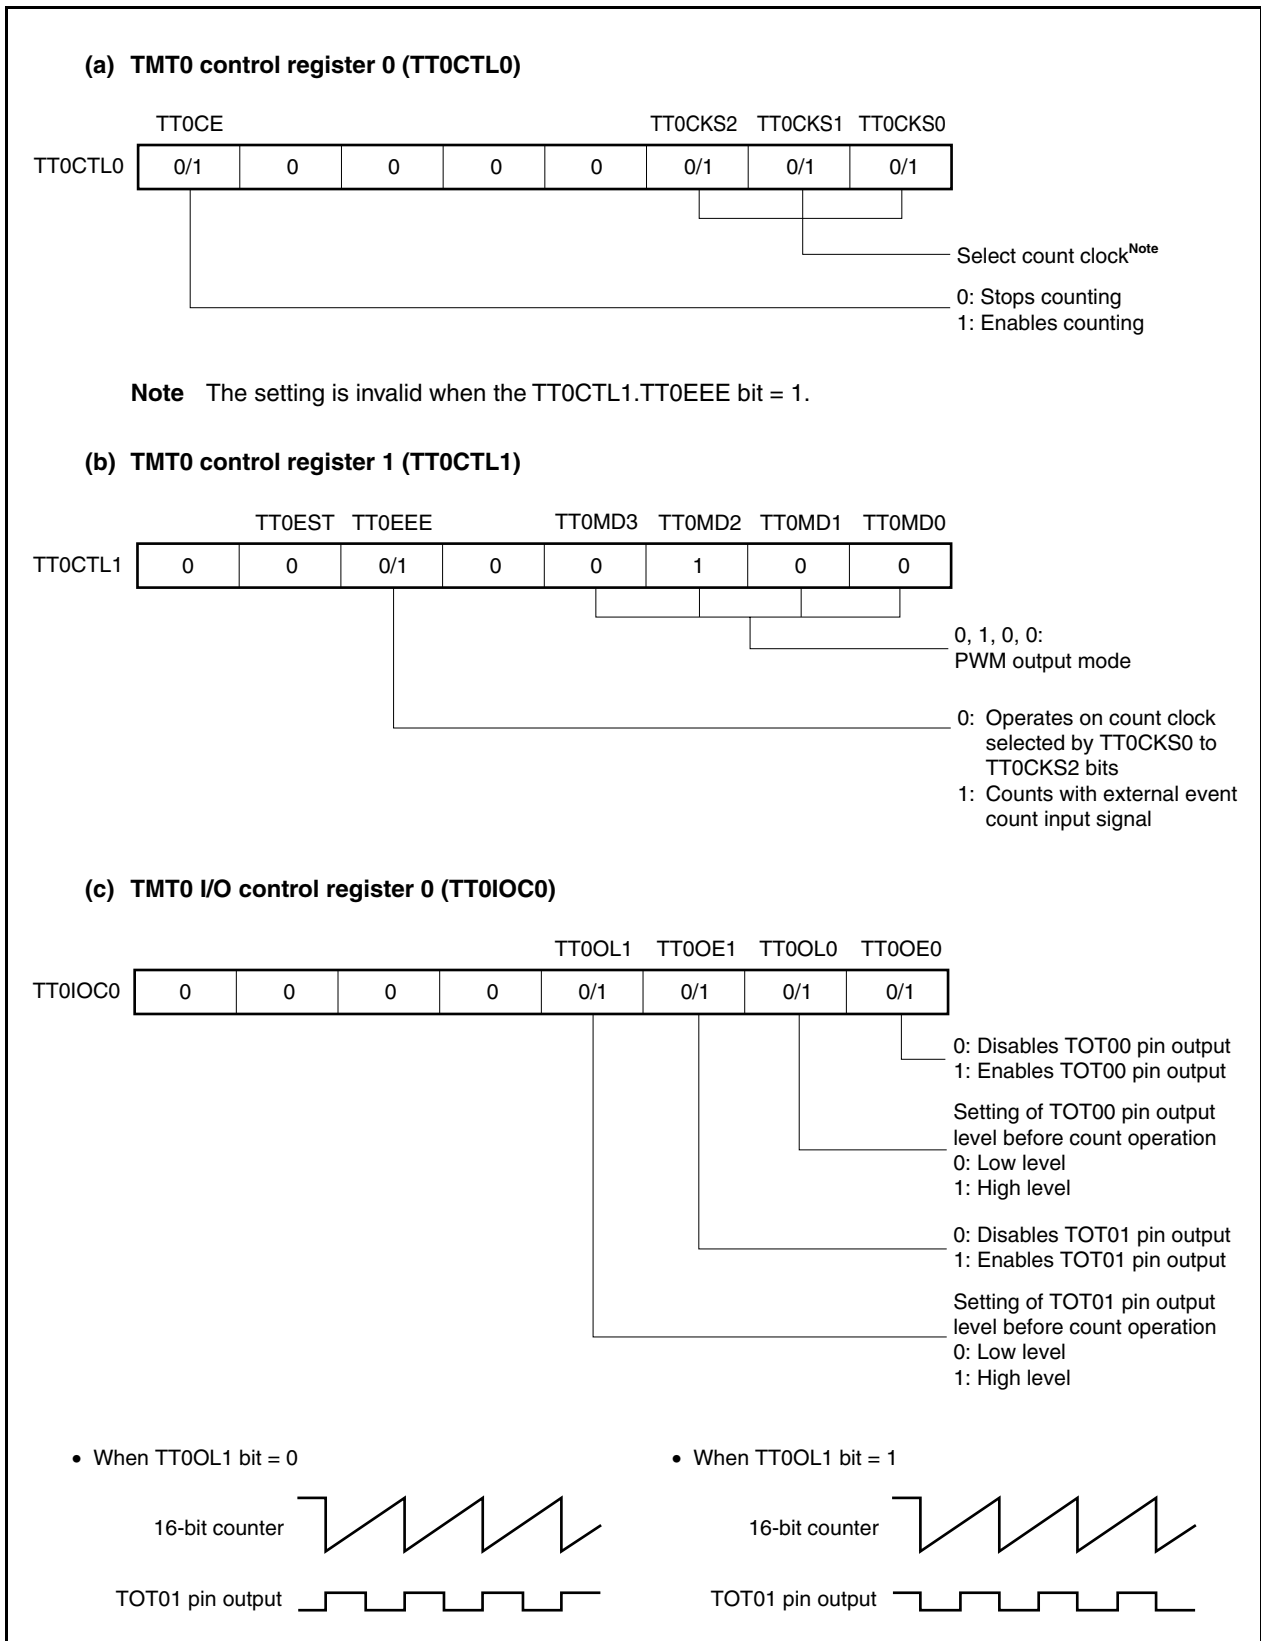 (a) TMT0 control register 0 (TT0CTL0)
TT0CE TT0CKS2 TT0CKS1 TT0CKS0
TT0CTL0 0/1 0 0 0 0 0/1 0/1 0/1
Select count clockNote
0: Stops counting
1: Enables counting
Note The setting is invalid when the TT0CTL1.TT0EEE bit = 1.
(b) TMT0 control register 1 (TT0CTL1)
TT0EST TT0EEE TT0MD3 TT0MD2 TT0MD1 TT0MD0
TT0CTL1 0 0 0/1 0 0 1 0 0
0, 1, 0, 0:
PWM output mode
0: Operates on count clock
selected by TT0CKS0 to
TT0CKS2 bits
1: Counts with external event
count input signal
(c) TMT0 I/O control register 0 (TT0IOC0)
TT0OL1 TT0OE1 TT0OL0 TT0OE0
TT0IOC0 0 0 0 0 0/1 0/1 0/1 0/1
0: Disables TOT00 pin output
1: Enables TOT00 pin output
Setting of TOT00 pin output
level before count operation
0: Low level
1: High level
0: Disables TOT01 pin output
1: Enables TOT01 pin output
Setting of TOT01 pin output
level before count operation
0: Low level
1: High level
• When TT0OL1 bit = 0
16-bit counter
TOT01 pin output
• When TT0OL1 bit = 1
16-bit counter
TOT01 pin output